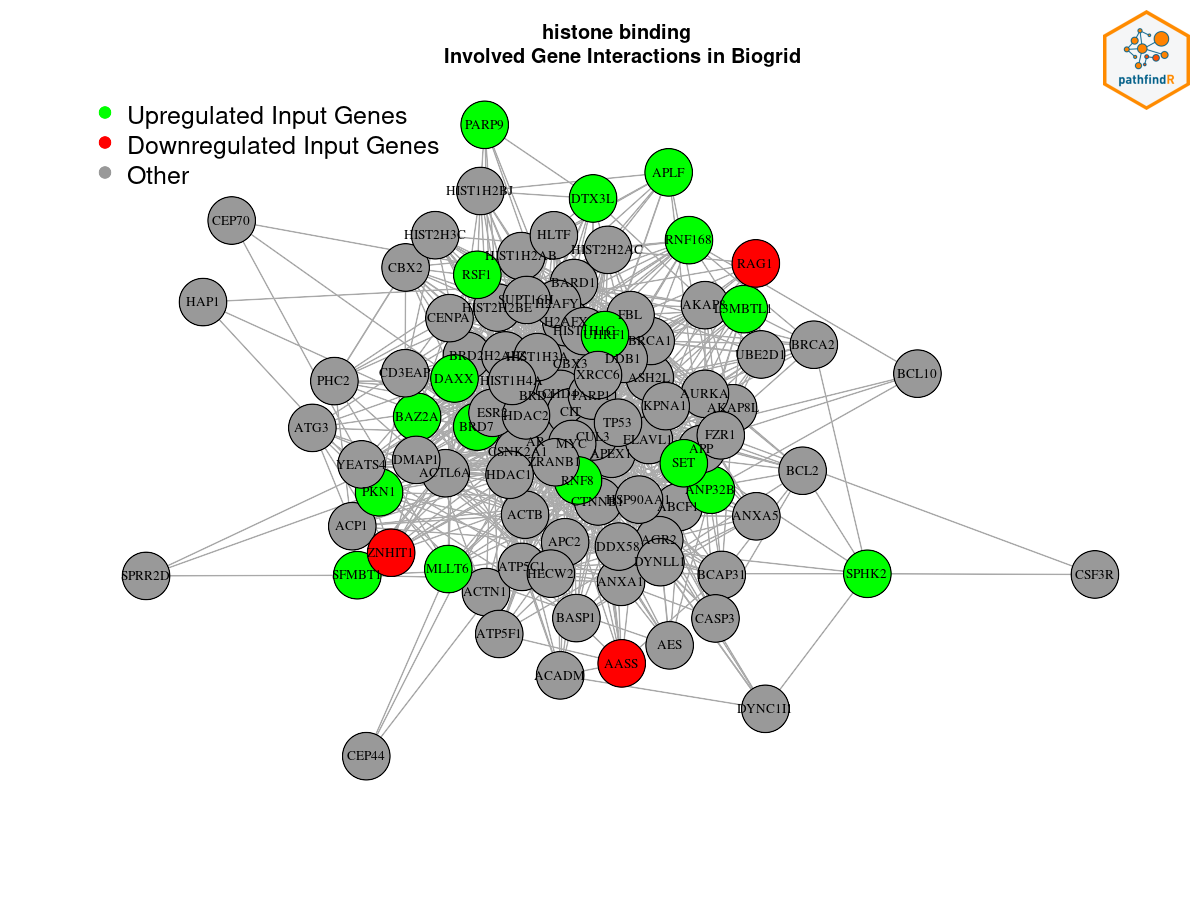 histone binding
Involved Gene Interactions in Biogrid
pathfindR
Upregulated Input Genes
Downregulated Input Genes
Other
PARP9
APLF
HIST1H2BJ
DTX3L
CEP70
HIST2H3C
HLTF
RNF168
HIST1H2AB
HIST2H2AC
CBX2
RSF1
RAG1
BARD1
HAP1
SUPT16H
HIST2H2BE
H2AFY
AKAP8
L3MBTL1
CENPA
H2AFX
FBL
HIST1H1C
UHRF1
BRCA1
BRCA2
UBE2D1
BRD2
HIST1H3A
DDB1
CBX3
CD3EAP
XRCC6
BCL10
PHC2
DAXX
HIST1H4A
ASH2L
CHD4
PARP1
AURKA
KPNA1
AKAP8L
BAZ2A
ESR2
HDAC2
CIT
TP53
ATG3
BRD7
CUL3
FZR1
AR
MYC
ELAVL1
APP
CSNK2A1
APEX1
YEATS4
DMAP1
ZRANB1
SET
ACTL6A
HDAC1
BCL2
RNF8
PKN1
ANP32B
CTNNB1
HSP90AA1
ABCF1
ACTB
ANXA5
ACP1
APC2
AGR2
ZNHIT1
DDX58
DYNLL1
SPRR2D
SFMBT1
MLLT6
ATP5C1
HECW2
ANXA1
BCAP31
SPHK2
CSF3R
ACTN1
BASP1
CASP3
ATP5F1
AES
AASS
ACADM
DYNC1I1
CEP44